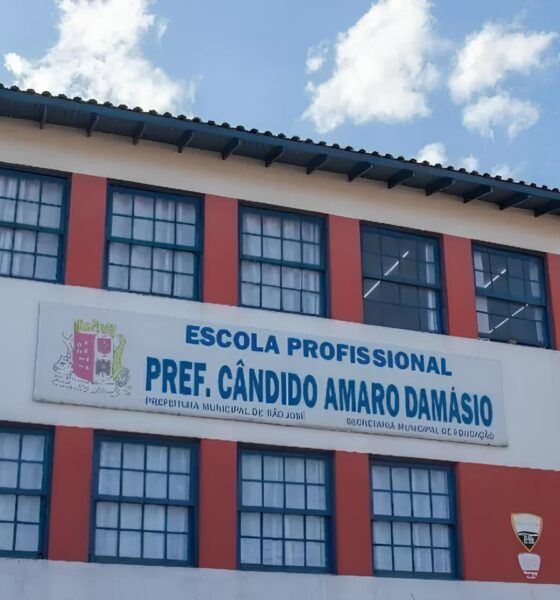 ESCOLA PROFISSIONAL
PREF. CÂNDIDO AMARO DAMÁSIO
PREFEITURA MUNICIPAL DE SÃO JOSÉ
SECRETARIA MUNICIPAL DE EDUCAÇÃO